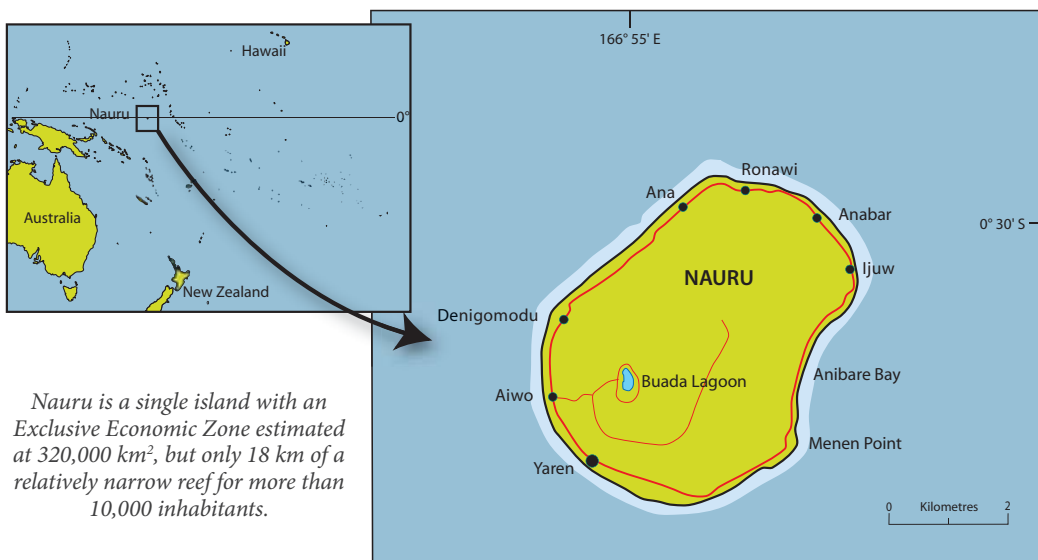 Hawaii
Nauru
0°
Australia
New Zealand
Nauru is a single island with an
Exclusive Economic Zone estimated
at 320,000 km², but only 18 km of a
relatively narrow reef for more than
10,000 inhabitants.
166° 55' E
Ronawi
Ana
Anabar
0° 30' S
Ijuw
NAURU
Denigomodu
Buada Lagoon
Anibare Bay
Aiwo
Menen Point
Yaren
0 Kilometres 2